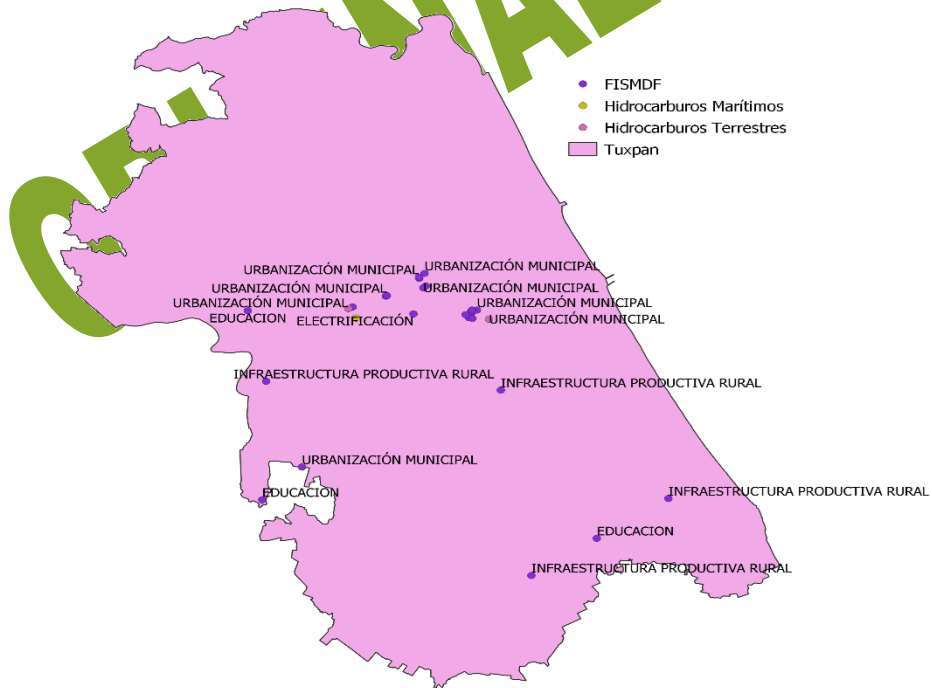 FISMDF
Hidrocarburos Marítimos
Hidrocarburos Terrestres
Tuxpan
URBANIZACIÓN MUNICIPAL
URBANIZACIÓN MUNICIPAL
URBANIZACIÓN MUNICIPAL
URBANIZACIÓN MUNICIPAL
URBANIZACIÓN MUNICIPAL
URBANIZACIÓN MUNICIPAL
EDUCACION
ELECTRIFICACIÓN
URBANIZACIÓN MUNICIPAL
INFRAESTRUCTURA PRODUCTIVA RURAL
INFRAESTRUCTURA PRODUCTIVA RURAL
URBANIZACIÓN MUNICIPAL
EDUCACION
INFRAESTRUCTURA PRODUCTIVA RURAL
EDUCACION
INFRAESTRUCTURA PRODUCTIVA RURAL